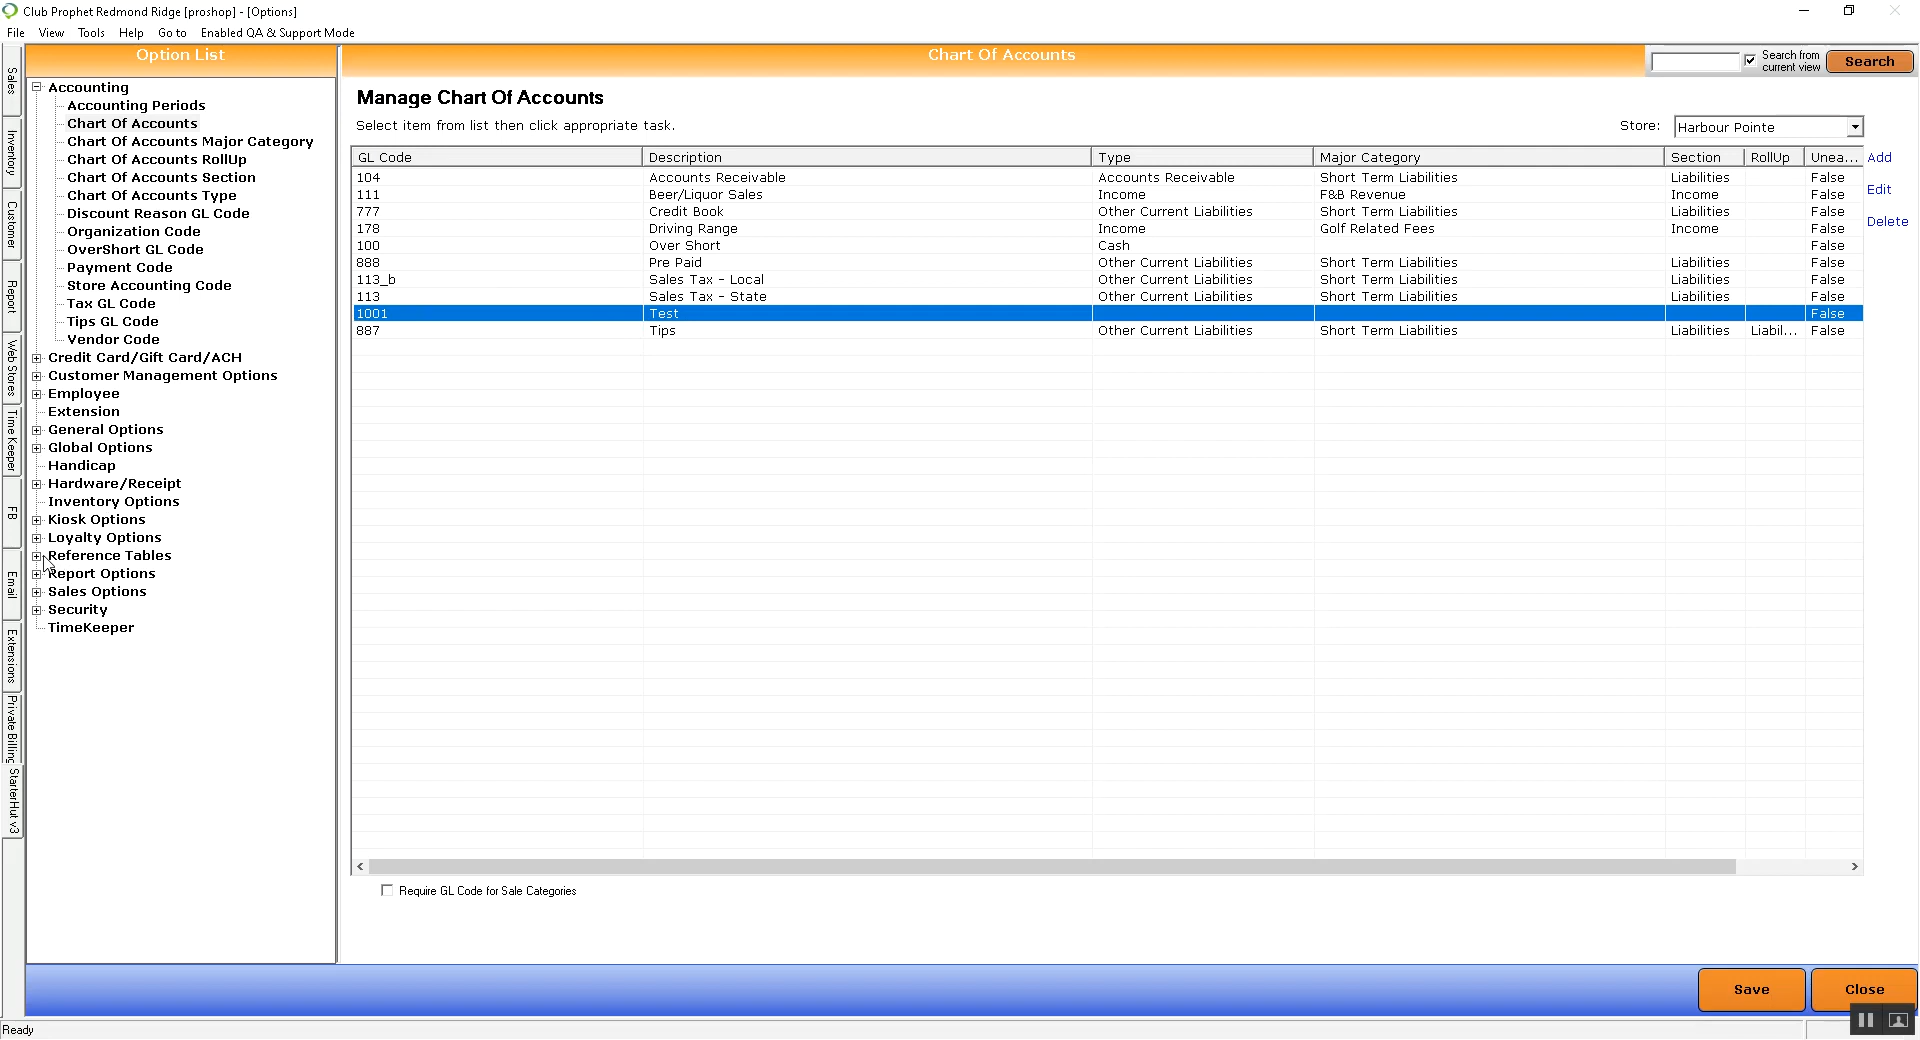 Club Prophet Redmond Ridge [proshop] - [Options]
File View Tools Help Go to Enabled QA & Support Mode
Sales
Inventory
Customer
Report
Web Stores
Time Keeper
FB
Email
Extensions
Private Billing
StarterHut v3
Option List
Accounting
Accounting Periods
Chart Of Accounts
Chart Of Accounts Major Category
Chart Of Accounts RollUp
Chart Of Accounts Section
Chart Of Accounts Type
Discount Reason GL Code
Organization Code
OverShort GL Code
Payment Code
Store Accounting Code
Tax GL Code
Tips GL Code
Vendor Code
Credit Card/Gift Card/ACH
Customer Management Options
Employee
Extension
General Options
Global Options
Handicap
Hardware/Receipt
Inventory Options
Kiosk Options
Loyalty Options
Reference Tables
Report Options
Sales Options
Security
TimeKeeper
Chart Of Accounts
Search from
current view
Search
Manage Chart Of Accounts
Select item from list then click appropriate task.
Store: Harbour Pointe
GL Code Description Type Major Category Section RollUp Unea...
104 Accounts Receivable Accounts Receivable Short Term Liabilities Liabilities False
111 Beer/Liquor Sales Income F&B Revenue Income False
777 Credit Book Other Current Liabilities Short Term Liabilities Liabilities False
178 Driving Range Income Golf Related Fees Income False
100 Over Short Cash False
888 Pre Paid Other Current Liabilities Short Term Liabilities Liabilities False
113_b Sales Tax - Local Other Current Liabilities Short Term Liabilities Liabilities False
113 Sales Tax - State Other Current Liabilities Short Term Liabilities Liabilities False
1001 Test False
887 Tips Other Current Liabilities Short Term Liabilities Liabilities Liabil... False
Add
Edit
Delete
Require GL Code for Sale Categories
Save
Close
Ready